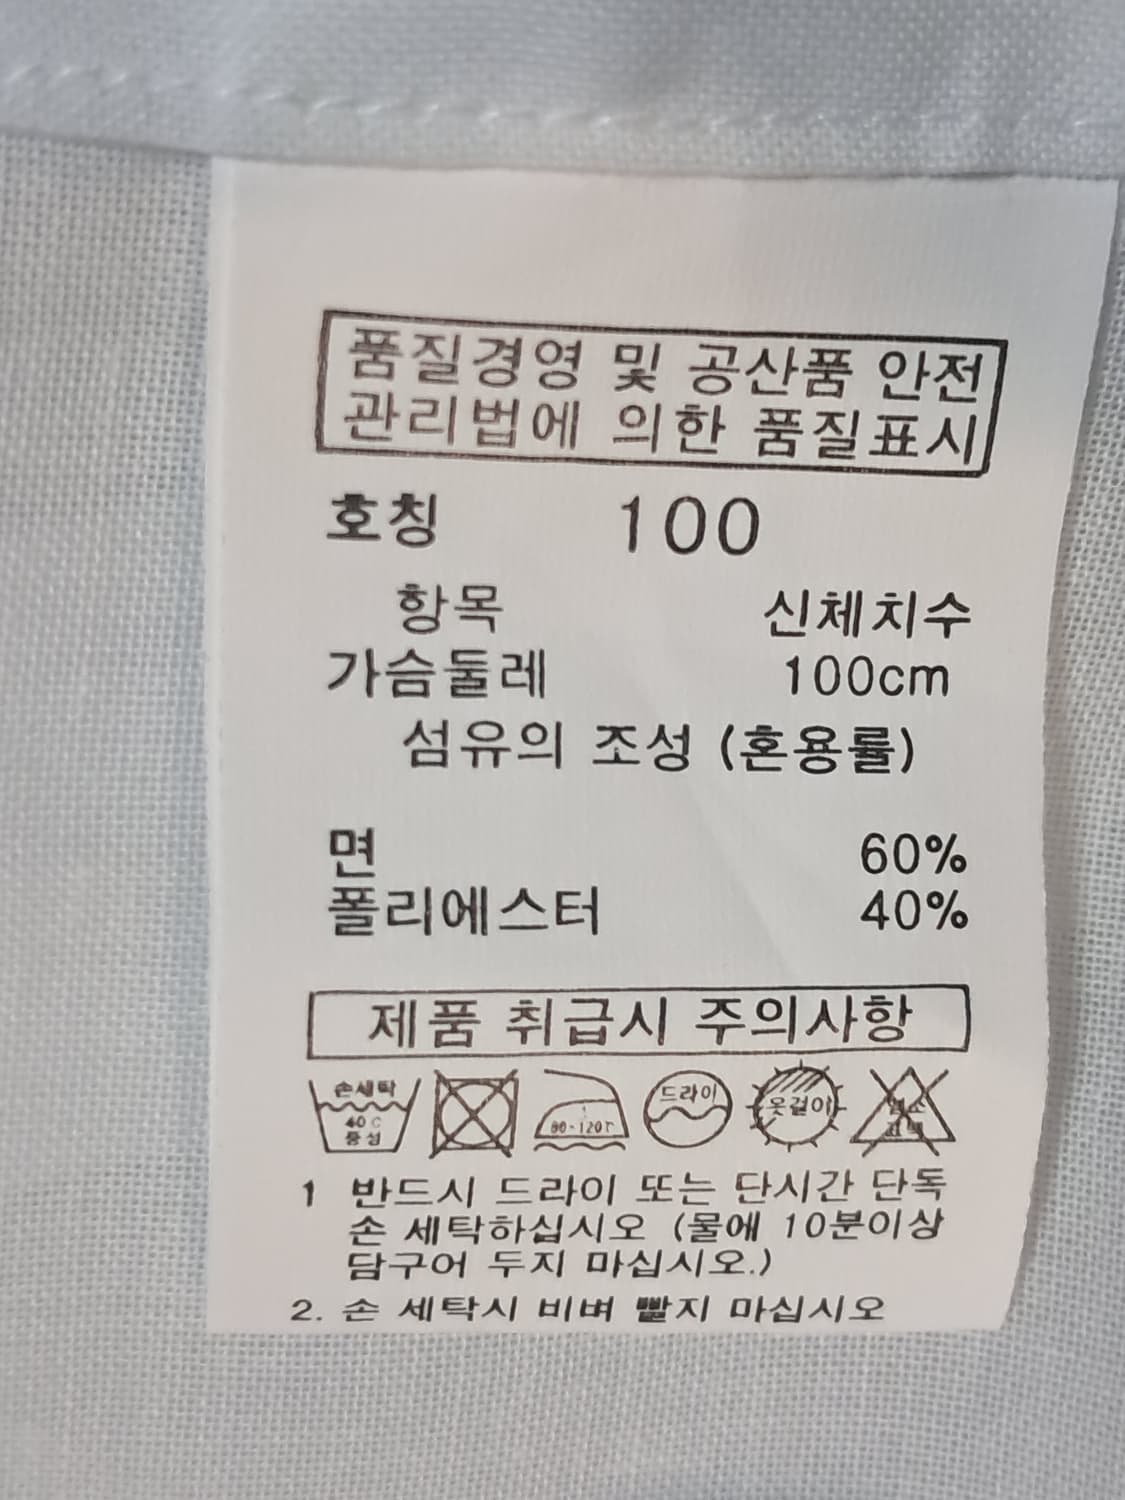 품질경영 및 공산품 안전
관리법에 의한 품질표시
호칭 100
항목 신체치수
가슴둘레 100cm
섬유의 조성 (혼용률)
면 60%
폴리에스터 40%
제품 취급시 주의사항
손세탁 드라이 옷걸이 염소
40℃ 80-120℃ 표백
중성
1 반드시 드라이 또는 단시간 단독
손 세탁하십시오 (물에 10분이상
담구어 두지 마십시오.)
2. 손 세탁시 비벼 빨지 마십시오